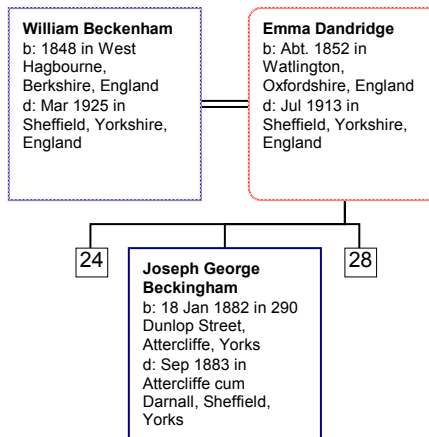 William Beckenham
b: 1848 in West
Hagbourne,
Berkshire, England
d: Mar 1925 in
Sheffield, Yorkshire,
England
Emma Dandridge
b: Abt. 1852 in
Watlington,
Oxfordshire, England
d: Jul 1913 in
Sheffield, Yorkshire,
England
24
Joseph George
Beckingham
b: 18 Jan 1882 in 290
Dunlop Street,
Attercliffe, Yorks
d: Sep 1883 in
Attercliffe cum
Darnall, Sheffield,
Yorks
28